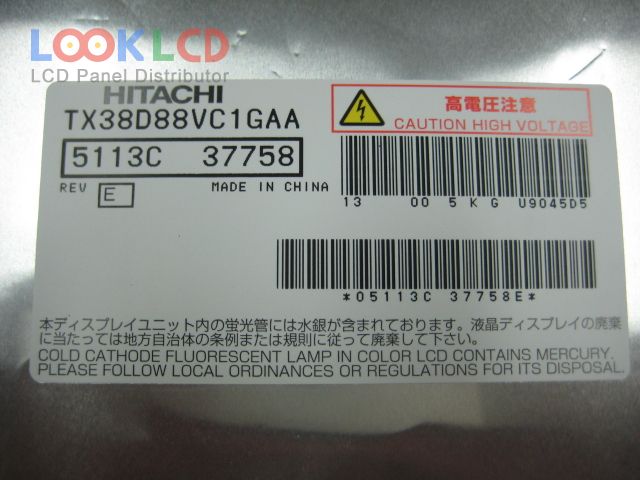 LOOKLCD
LCD Panel Distributor
HITACHI
TX38D88VC1GAA
5113C 37758
REV E MADE IN CHINA
高電圧注意
CAUTION HIGH VOLTAGE
13 00 5 K G U9045D5
*05113C 37758E*
本ディスプレイユニット内の蛍光管には水銀が含まれております。液晶ディスプレイの廃棄
に当たっては地方自治体の条例または規則に従って廃棄して下さい。
COLD CATHODE FLUORESCENT LAMP IN COLOR LCD CONTAINS MERCURY.
PLEASE FOLLOW LOCAL ORDINANCES OR REGULATIONS FOR ITS DISPOSAL.